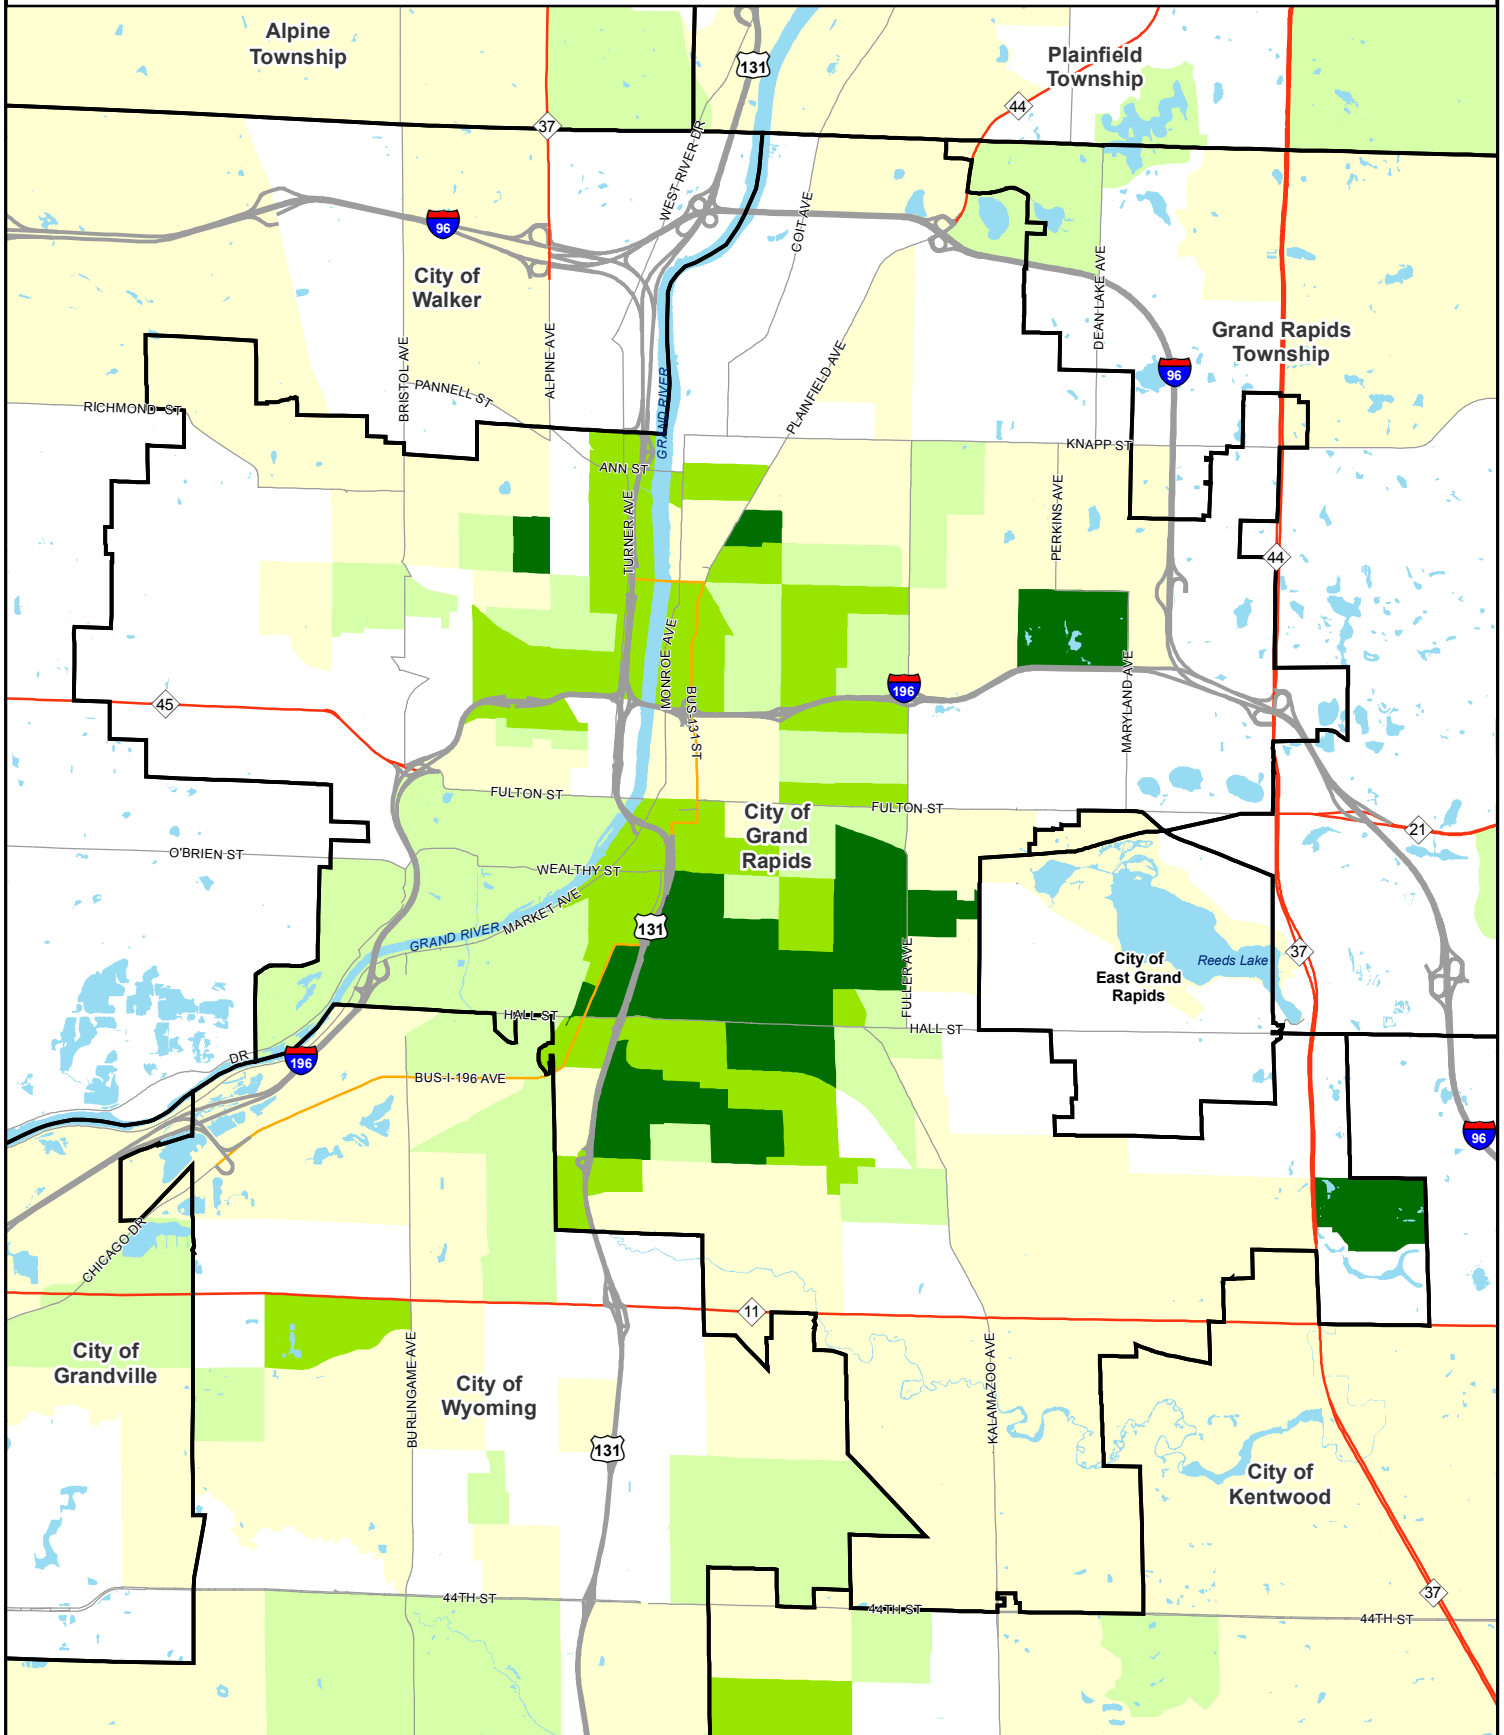 Alpine
Township
Plainfield
Township
131
44
37
WEST RIVER DR
COIT AVE
96
City of
Walker
DEAN LAKE AVE
Grand Rapids
Township
BRISTOL AVE
ALPINE AVE
PLAINFIELD AVE
96
PANNELL ST
RICHMOND ST
GRAND RIVER
KNAPP ST
ANN ST
TURNER AVE
PERKINS AVE
44
MONROE AVE
196
MARYLAND AVE
45
BUS-131 ST
FULTON ST
FULTON ST
City of
Grand
Rapids
21
O'BRIEN ST
WEALTHY ST
MARKET AVE
GRAND RIVER
131
FULLER AVE
37
City of
East Grand
Rapids
Reeds Lake
HALL ST
HALL ST
DR
196
BUS-I-196 AVE
96
CHICAGO DR
11
City of
Grandville
BURLINGAME AVE
City of
Wyoming
KALAMAZOO AVE
131
City of
Kentwood
44TH ST
44TH ST
37
44TH ST